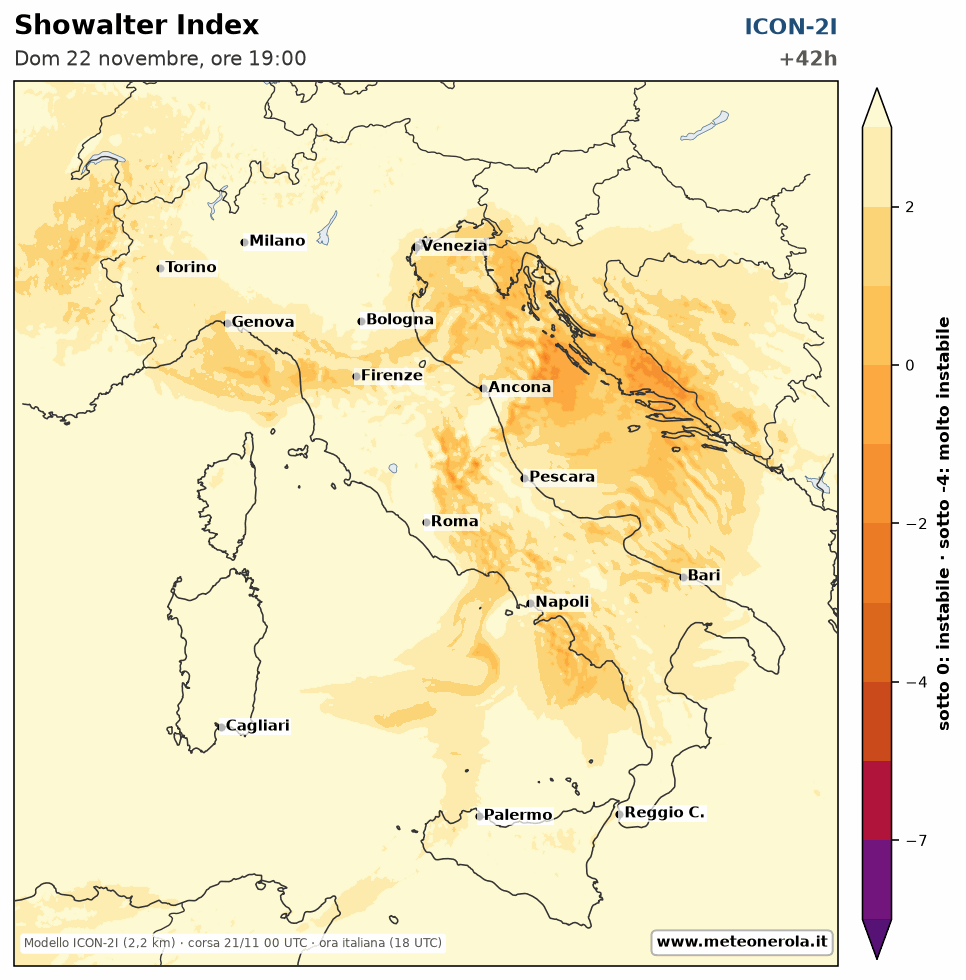 Showalter Index
ICON-2I
Dom 22 novembre, ore 19:00
+42h
Milano
Venezia
Torino
Genova
Bologna
Firenze
Ancona
Pescara
Roma
Bari
Napoli
Cagliari
Palermo
Reggio C.
2
0
−2
−4
−7
sotto 0: instabile · sotto -4: molto instabile
Modello ICON-2I (2,2 km) · corsa 21/11 00 UTC · ora italiana (18 UTC)
www.meteonerola.it